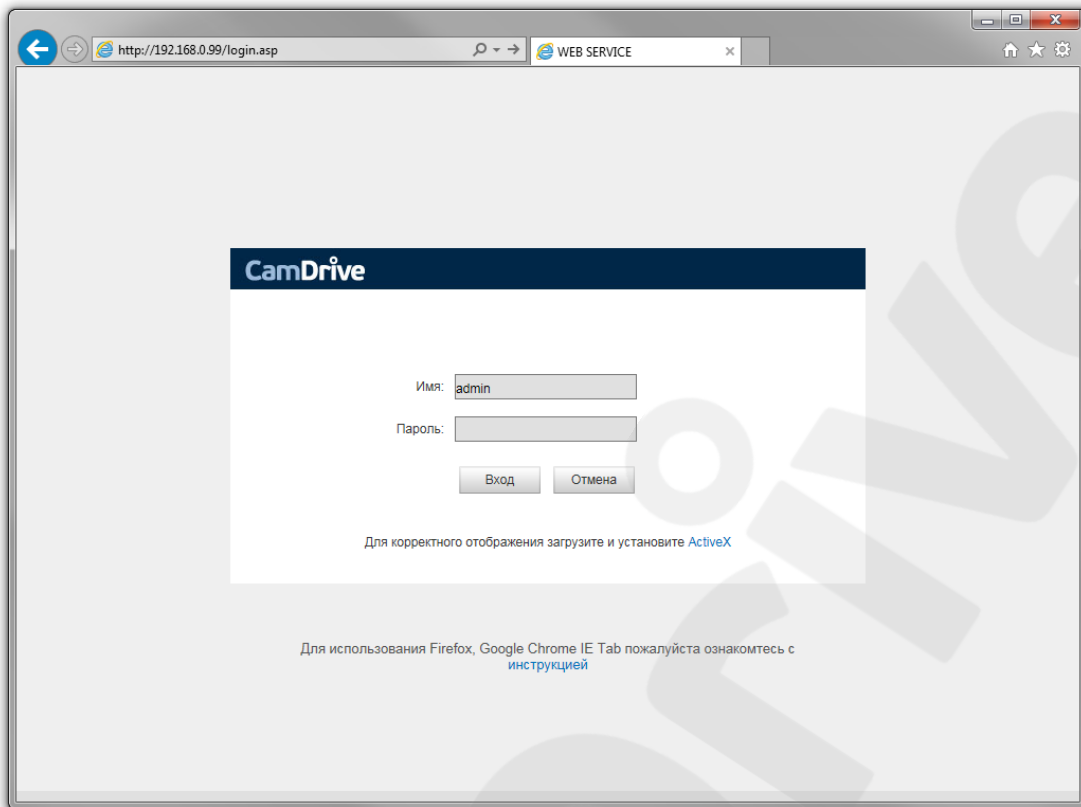 http://192.168.0.99/login.asp
WEB SERVICE
CamDrive
Имя: admin
Пароль:
Вход Отмена
Для корректного отображения загрузите и установите ActiveX
Для использования Firefox, Google Chrome IE Tab пожалуйста ознакомтесь с
инструкцией
rive